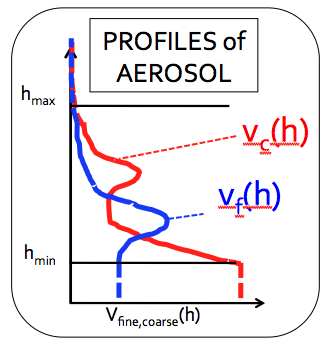 PROFILES of
AEROSOL
hmax
vc(h)
vf(h)
hmin
Vfine,coarse(h)